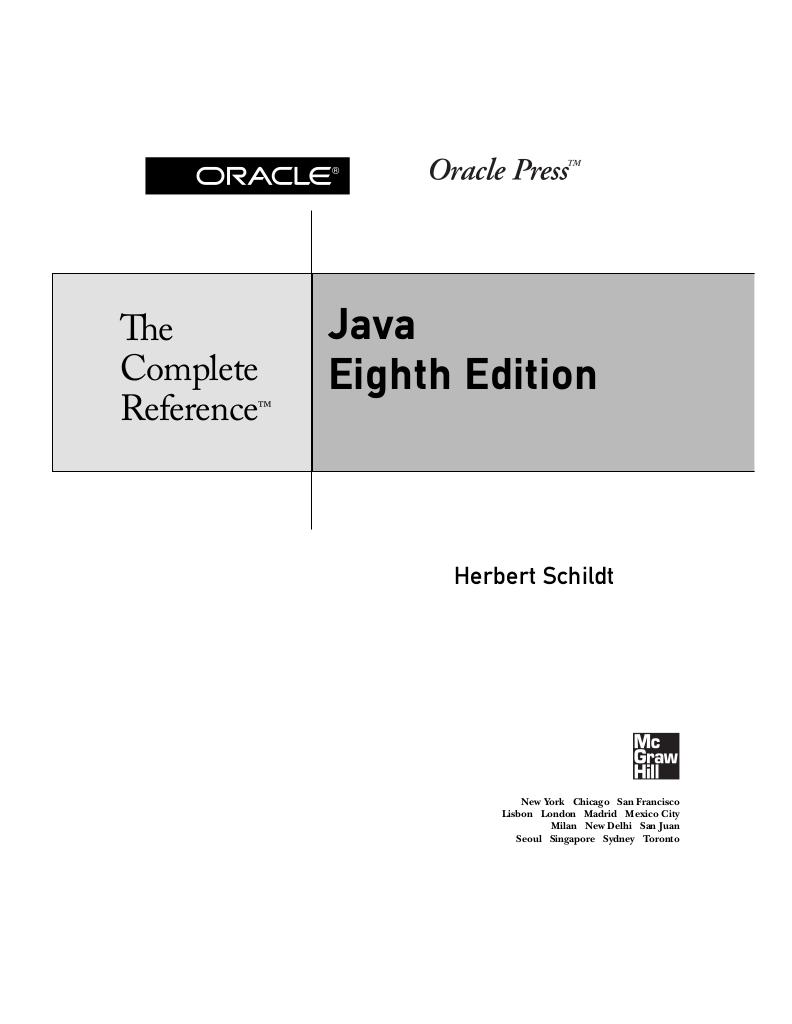 ORACLE®
Oracle Press™
The
Complete
Reference™
Java
Eighth Edition
Herbert Schildt
Mc
Graw
Hill
New York Chicago San Francisco
Lisbon London Madrid Mexico City
Milan New Delhi San Juan
Seoul Singapore Sydney Toronto